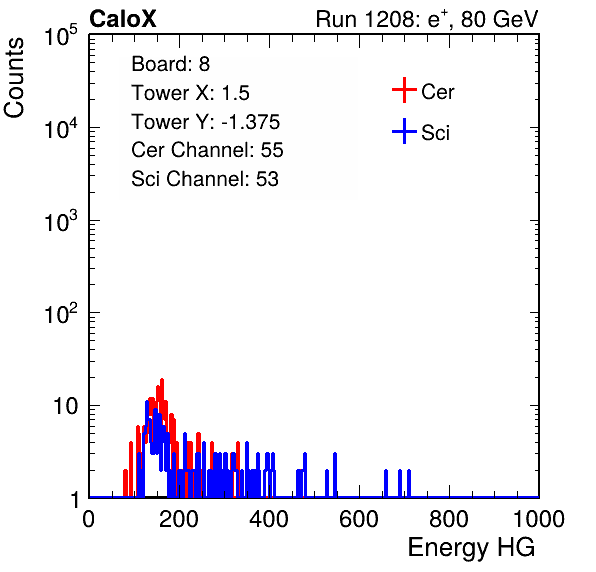 CaloX Run 1208: e⁺, 80 GeV
Counts
10⁵
10⁴
10³
10²
10
1
Board: 8
Tower X: 1.5
Tower Y: -1.375
Cer Channel: 55
Sci Channel: 53
Cer
Sci
0 200 400 600 800 1000
Energy HG